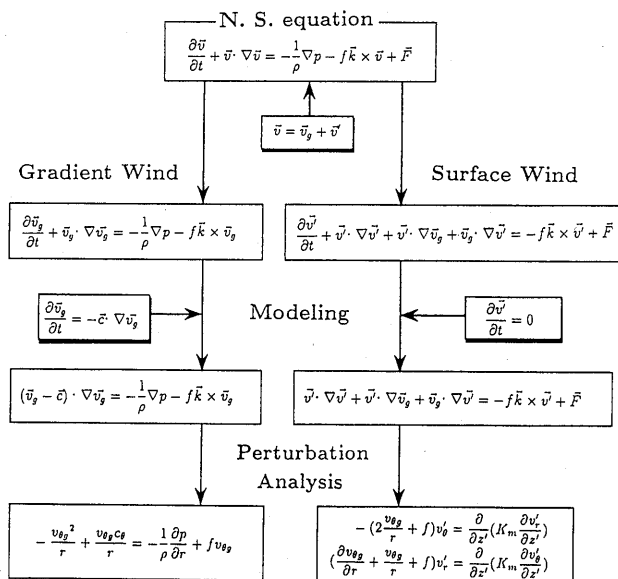 N. S. equation
∂v⃗/∂t + v⃗· ∇v⃗ = −1/ρ ∇p − fk⃗ × v⃗ + F⃗
v⃗ = v⃗_g + v⃗′
Gradient Wind
Surface Wind
∂v⃗_g/∂t + v⃗_g· ∇v⃗_g = −1/ρ ∇p − fk⃗ × v⃗_g
∂v⃗′/∂t + v⃗′· ∇v⃗′ + v⃗′· ∇v⃗_g + v⃗_g· ∇v⃗′ = −fk⃗ × v⃗′ + F⃗
∂v⃗_g/∂t = −c⃗· ∇v⃗_g
Modeling
∂v⃗′/∂t = 0
(v⃗_g − c⃗) · ∇v⃗_g = −1/ρ ∇p − fk⃗ × v⃗_g
v⃗′· ∇v⃗′ + v⃗′· ∇v⃗_g + v⃗_g· ∇v⃗′ = −fk⃗ × v⃗′ + F⃗
Perturbation
Analysis
− v_θg²/r + v_θg c_θ/r = −1/ρ ∂p/∂r + fv_θg
− (2 v_θg/r + f)v′_θ = ∂/∂z′ (K_m ∂v′_r/∂z′)
(∂v_θg/∂r + v_θg/r + f)v′_r = ∂/∂z′ (K_m ∂v′_θ/∂z′)